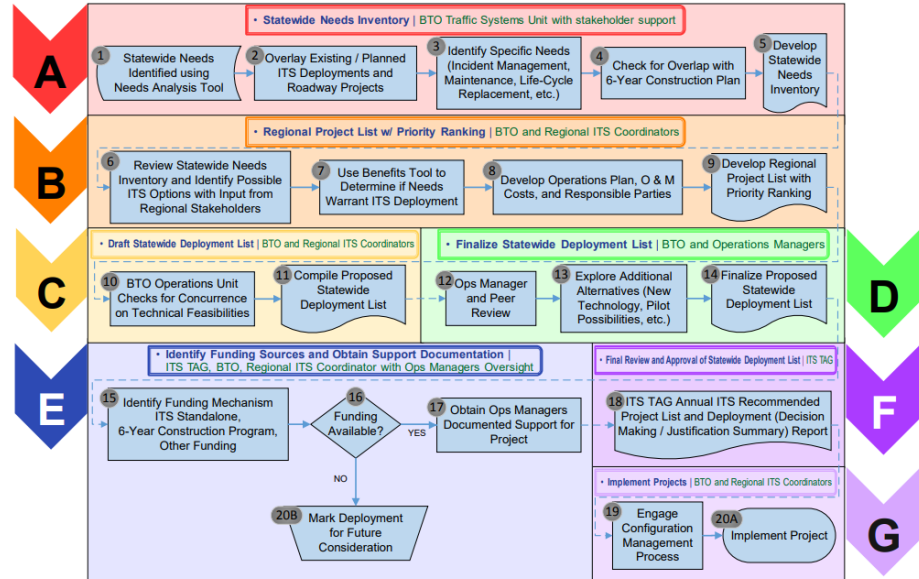 A
• Statewide Needs Inventory | BTO Traffic Systems Unit with stakeholder support
1
Statewide Needs
Identified using
Needs Analysis Tool
2
Overlay Existing / Planned
ITS Deployments and
Roadway Projects
3
Identify Specific Needs
(Incident Management,
Maintenance, Life-Cycle
Replacement, etc.)
4
Check for Overlap with
6-Year Construction Plan
5
Develop
Statewide
Needs
Inventory
B
• Regional Project List w/ Priority Ranking | BTO and Regional ITS Coordinators
6
Review Statewide Needs
Inventory and Identify Possible
ITS Options with Input from
Regional Stakeholders
7
Use Benefits Tool to
Determine if Needs
Warrant ITS Deployment
8
Develop Operations Plan, O & M
Costs, and Responsible
Parties
9
Develop Regional
Project List with
Priority Ranking
C
• Draft Statewide Deployment List | BTO and Regional ITS Coordinators
10
BTO Operations Unit
Checks for Concurrence
on Technical Feasibilities
11
Compile Proposed
Statewide
Deployment List
• Finalize Statewide Deployment List | BTO and Operations Managers
D
12
Ops Manager
and Peer
Review
13
Explore Additional
Alternatives (New
Technology, Pilot
Possibilities, etc.)
14
Finalize Proposed
Statewide
Deployment List
E
• Identify Funding Sources and Obtain Support Documentation |
ITS TAG, BTO, Regional ITS Coordinator with Ops Managers Oversight
15
Identify Funding Mechanism
ITS Standalone,
6-Year Construction Program,
Other Funding
16
Funding
Available?
YES
NO
17
Obtain Ops Managers
Documented Support for
Project
20B
Mark Deployment
for Future
Consideration
• Final Review and Approval of Statewide Deployment List | ITS TAG
F
18
ITS TAG Annual ITS Recommended
Project List and Deployment (Decision
Making / Justification Summary) Report
• Implement Projects | BTO and Regional ITS Coordinators
G
19
Engage
Configuration
Management
Process
20A
Implement Project